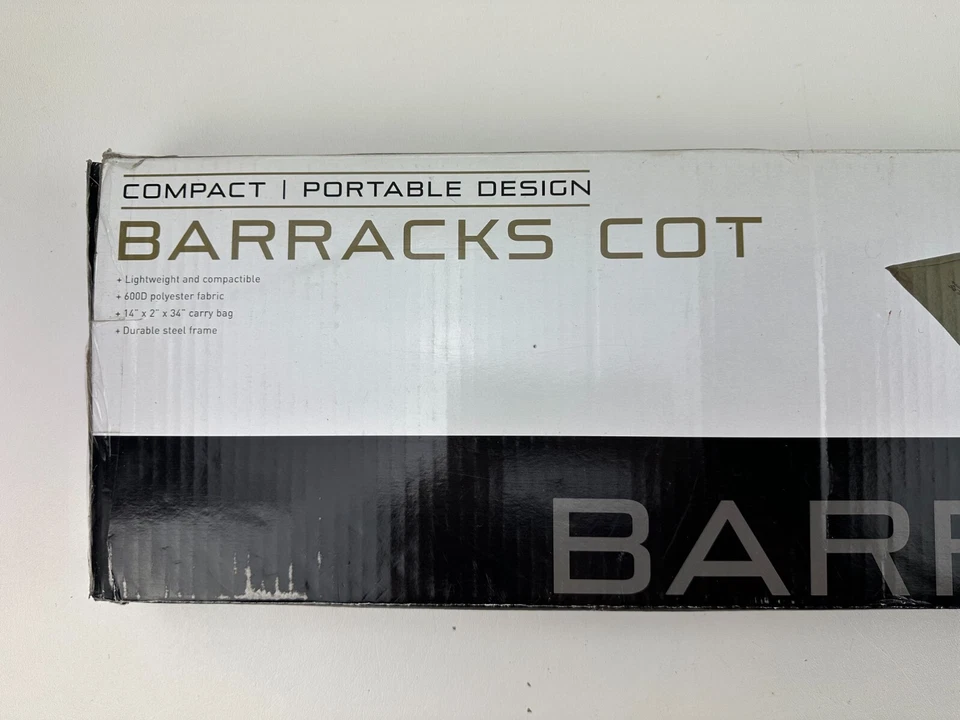 COMPACT | PORTABLE DESIGN
BARRACKS COT
+ Lightweight and compactible
+ 600D polyester fabric
+ 14" x 2" x 34" carry bag
+ Durable steel frame
BARR